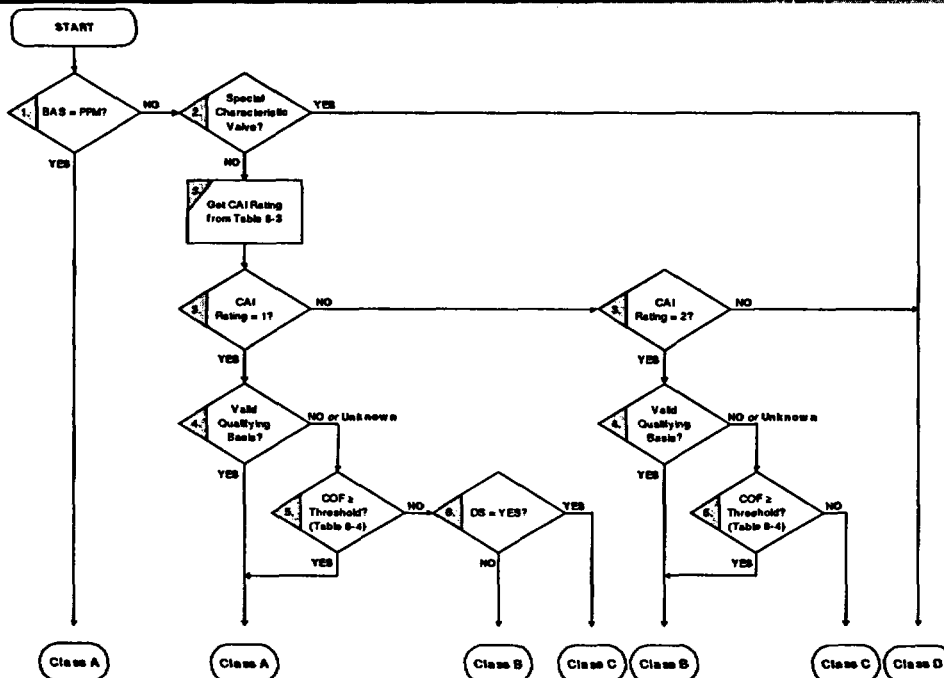 START
1. BAS = PPM?
NO
2. Special
Characteristic
Valve?
YES
YES
NO
Get CAI Rating
from Table 8-3
3. CAI
Rating = 1?
NO
3. CAI
Rating = 2?
NO
YES
YES
4. Valid
Qualifying
Basis?
NO or Unknown
4. Valid
Qualifying
Basis?
NO or Unknown
YES
YES
5. COF ≥
Threshold?
(Table 8-4)
NO
6. DS = YES?
YES
5. COF ≥
Threshold?
(Table 8-4)
NO
YES
NO
YES
Class A
Class A
Class B
Class C
Class B
Class C
Class D